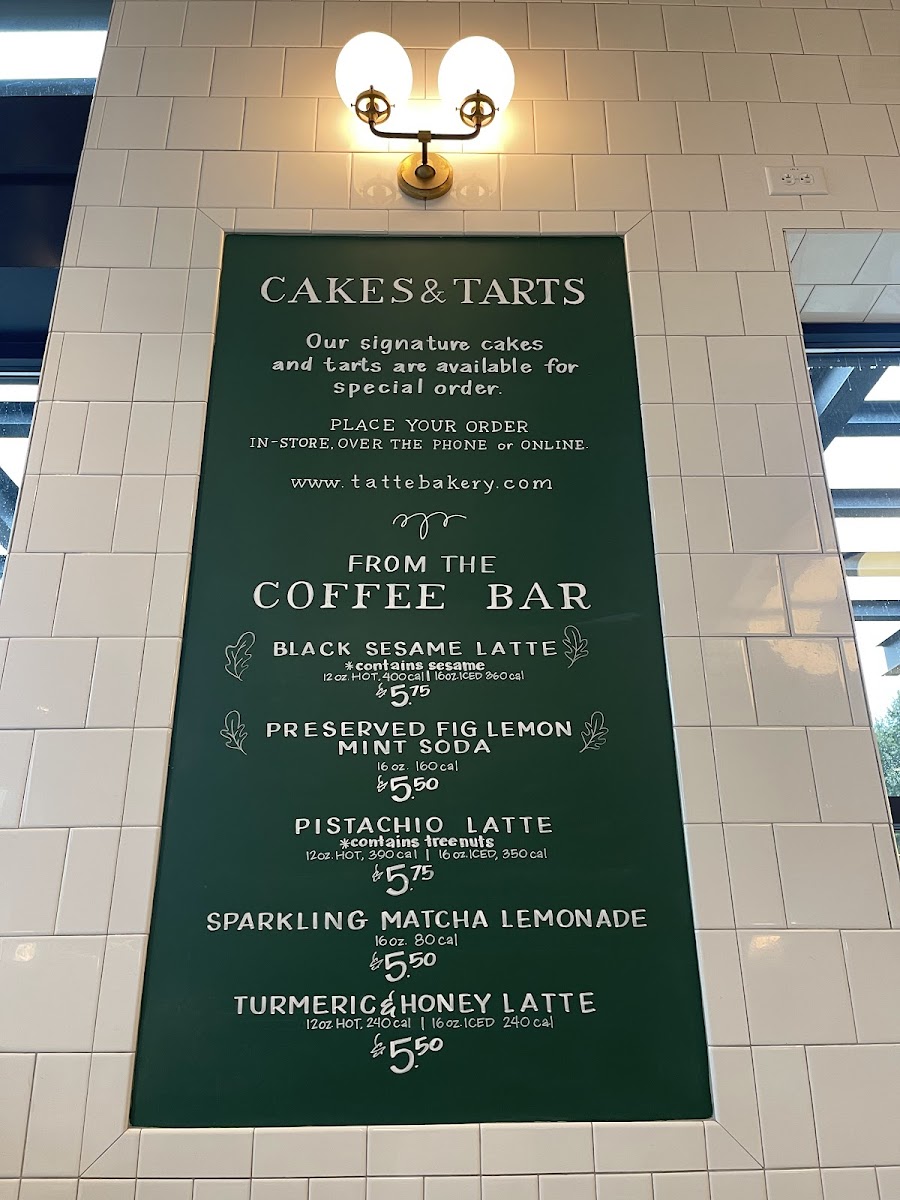 CAKES & TARTS
Our signature cakes
and tarts are available for
special order.
PLACE YOUR ORDER
IN-STORE, OVER THE PHONE or ONLINE.
www.tattebakery.com
FROM THE
COFFEE BAR
BLACK SESAME LATTE
*contains sesame
12 oz. HOT, 400 cal | 16 oz. ICED 360 cal
$5.75
PRESERVED FIG LEMON
MINT SODA
16 oz. 160 cal
$5.50
PISTACHIO LATTE
*contains treenuts
12 oz. HOT, 390 cal | 16 oz. ICED, 350 cal
$5.75
SPARKLING MATCHA LEMONADE
16 oz. 80 cal
$5.50
TURMERIC & HONEY LATTE
12 oz HOT, 240 cal | 16 oz. ICED 240 cal
$5.50